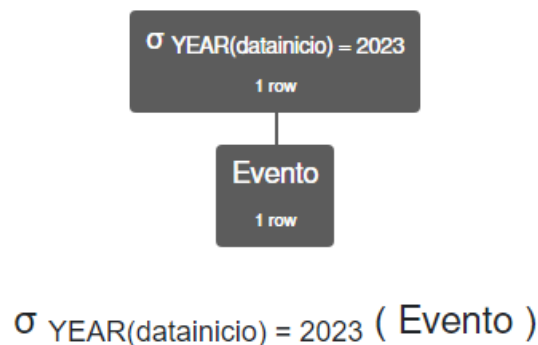 σ YEAR(datainicio) = 2023
1 row
Evento
1 row
σ YEAR(datainicio) = 2023 ( Evento )